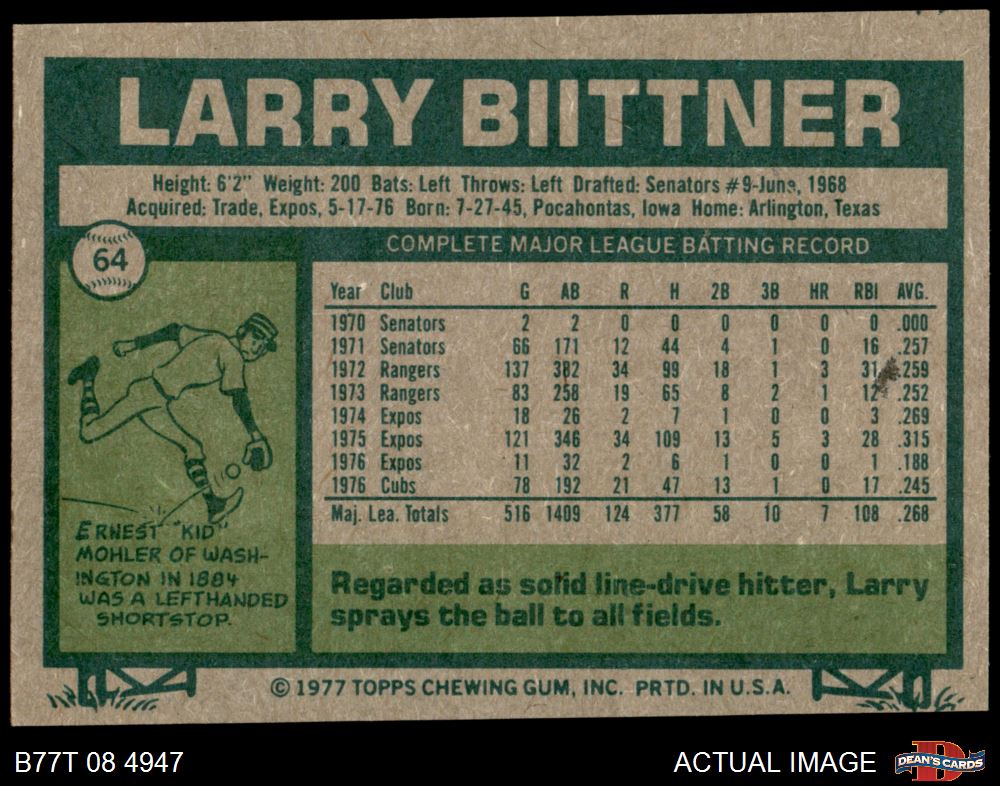 LARRY BIITTNER
Height: 6'2" Weight: 200 Bats: Left Throws: Left Drafted: Senators #9-June, 1968
Acquired: Trade, Expos, 5-17-76 Born: 7-27-45, Pocahontas, Iowa Home: Arlington, Texas
64
COMPLETE MAJOR LEAGUE BATTING RECORD
Year Club G AB R H 2B 3B HR RBI AVG.
1970 Senators 2 2 0 0 0 0 0 0 .000
1971 Senators 66 171 12 44 4 1 0 16 .257
1972 Rangers 137 382 34 99 18 1 3 31 .259
1973 Rangers 83 258 19 65 8 2 1 12 .252
1974 Expos 18 26 2 7 1 0 0 3 .269
1975 Expos 121 346 34 109 13 5 3 28 .315
1976 Expos 11 32 2 6 1 0 0 1 .188
1976 Cubs 78 192 21 47 13 1 0 17 .245
Maj. Lea. Totals 516 1409 124 377 58 10 7 108 .268
ERNEST "KID"
MOHLER OF WASH-
INGTON IN 1884
WAS A LEFTHANDED
SHORTSTOP.
Regarded as solid line-drive hitter, Larry
sprays the ball to all fields.
© 1977 TOPPS CHEWING GUM, INC. PRTD. IN U.S.A.
B77T 08 4947
ACTUAL IMAGE
D
DEAN'S CARDS